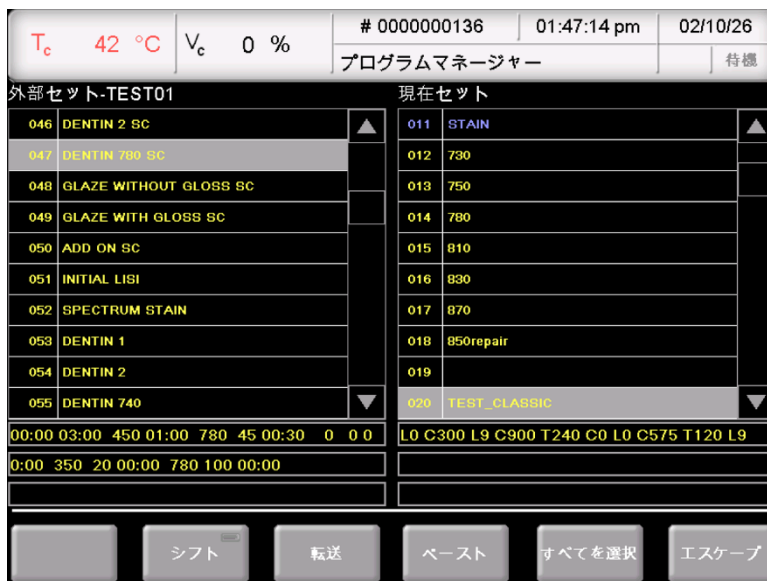 Tc 42 °C Vc 0 % # 0000000136 01:47:14 pm 02/10/26
プログラムマネージャー 待機
外部セット-TEST01 現在セット
046 DENTIN 2 SC
047 DENTIN 780 SC
048 GLAZE WITHOUT GLOSS SC
049 GLAZE WITH GLOSS SC
050 ADD ON SC
051 INITIAL LISI
052 SPECTRUM STAIN
053 DENTIN 1
054 DENTIN 2
055 DENTIN 740
00:00 03:00 450 01:00 780 45 00:30 0 0 0
0:00 350 20 00:00 780 100 00:00
011 STAIN
012 730
013 750
014 780
015 810
016 830
017 870
018 850repair
019
020 TEST_CLASSIC
L0 C300 L9 C900 T240 C0 L0 C575 T120 L9
シフト 転送 ペースト すべてを選択 エスケープ